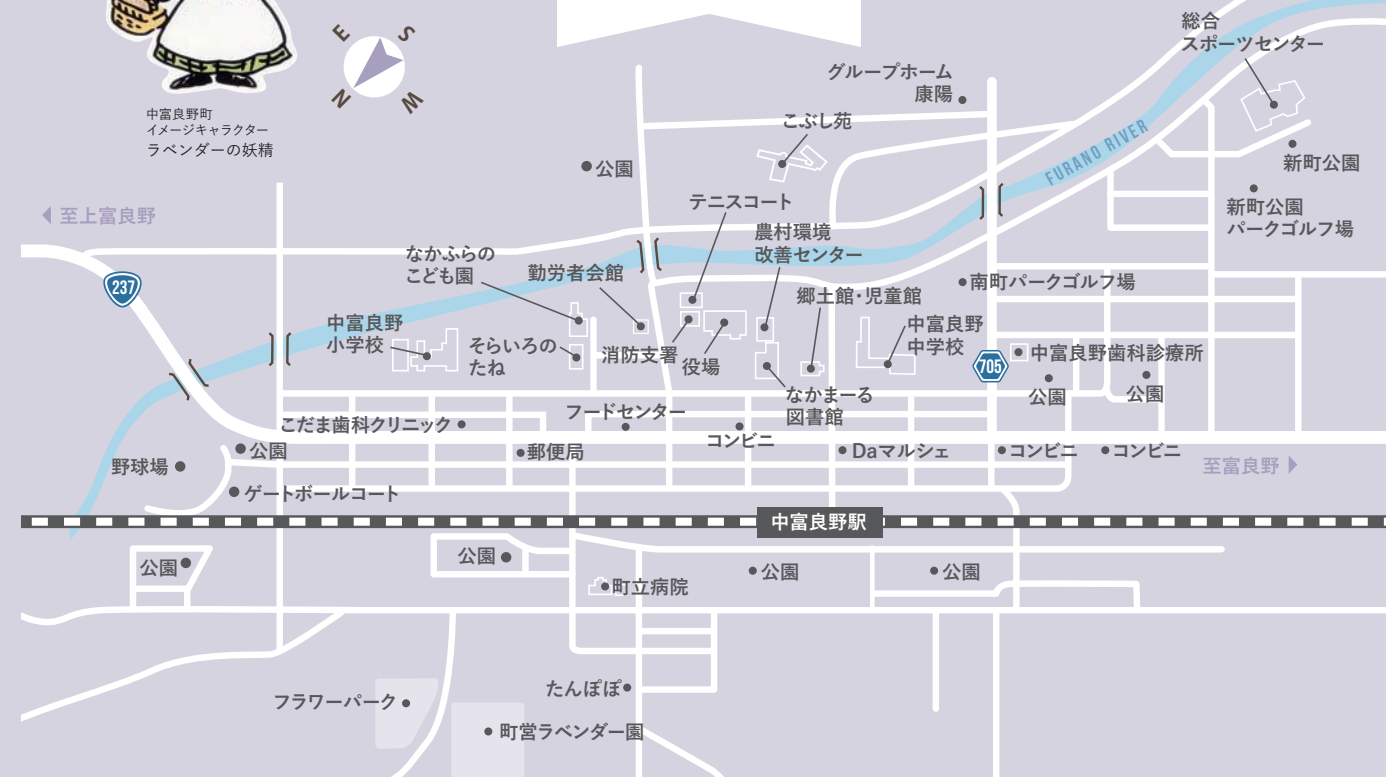 総合
スポーツセンター
E
S
N
W
中富良野町
イメージキャラクター
ラベンダーの妖精
グループホーム
康陽
こぶし苑
FURANO RIVER
新町公園
公園
新町公園
パークゴルフ場
テニスコート
至上富良野
農村環境
改善センター
なかふらの
こども園
勤労者会館
南町パークゴルフ場
237
郷土館・児童館
中富良野
小学校
中富良野
中学校
そらいろの
たね
消防支署
役場
中富良野歯科診療所
705
なかまーる
図書館
公園
公園
フードセンター
こだま歯科クリニック
コンビニ
公園
郵便局
Daマルシェ
コンビニ
コンビニ
野球場
至富良野
ゲートボールコート
中富良野駅
公園
公園
公園
公園
町立病院
たんぽぽ
フラワーパーク
町営ラベンダー園